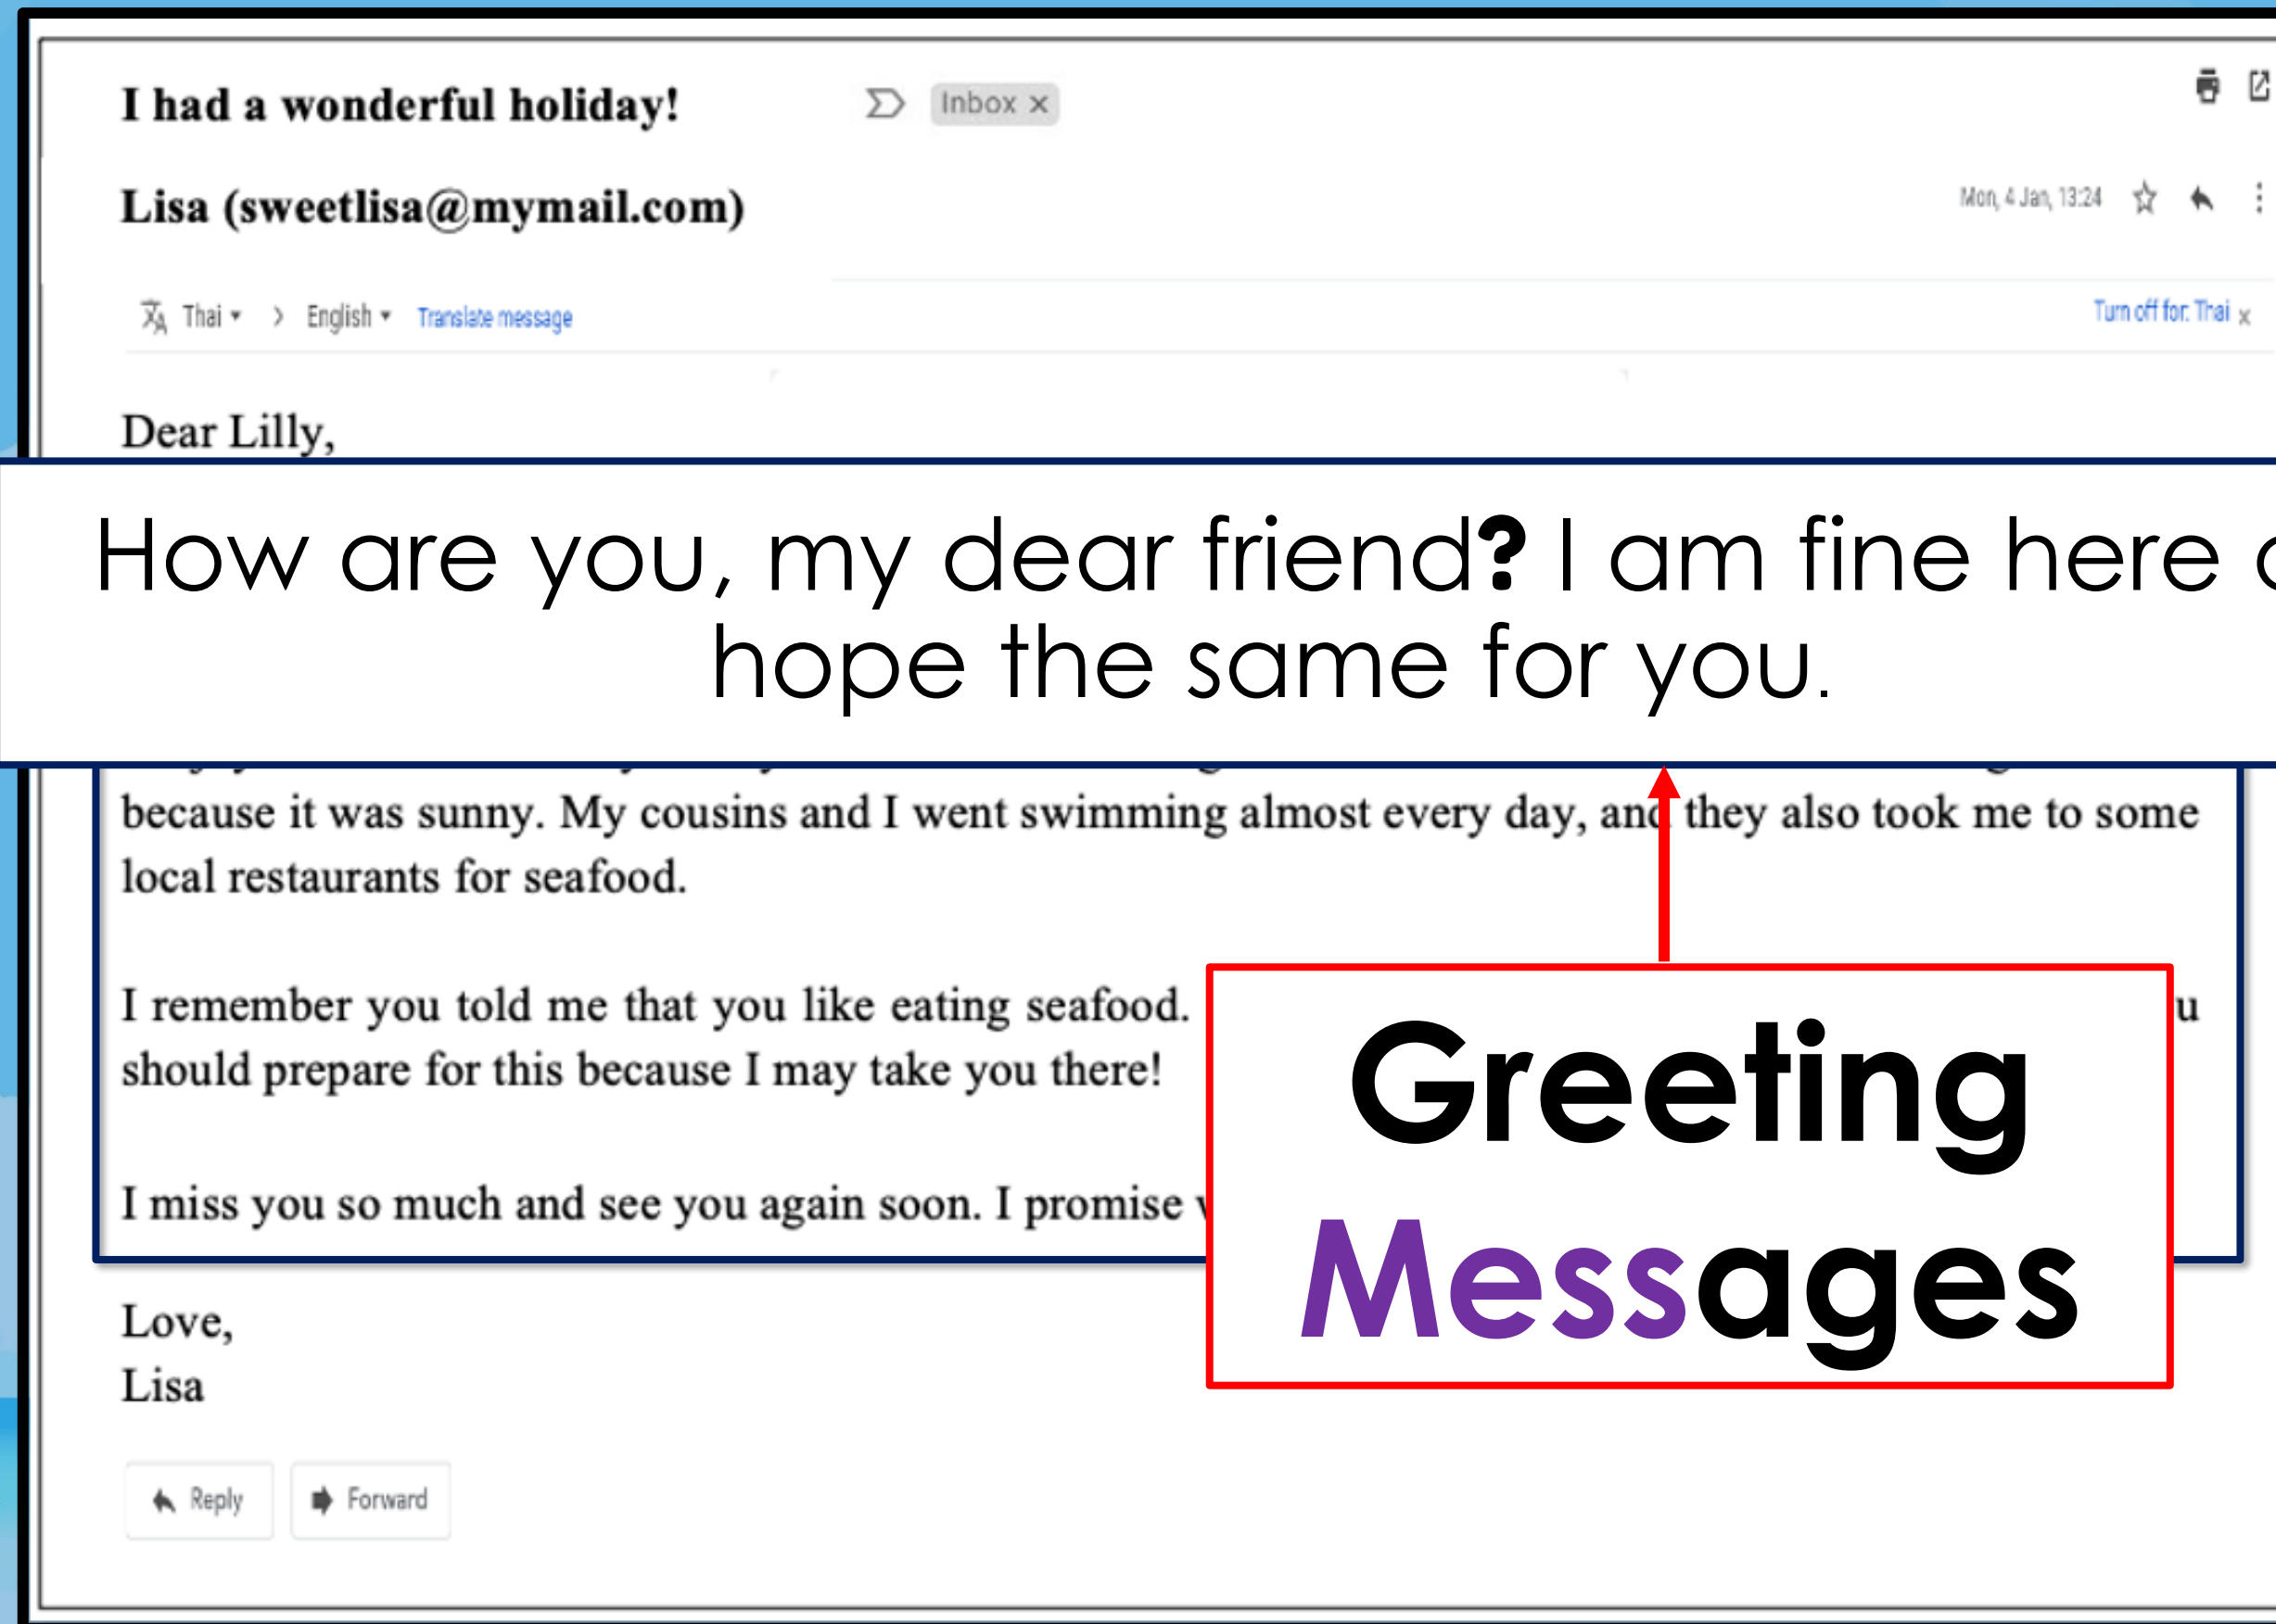 I had a wonderful holiday!
Inbox ×
Lisa (sweetlisa@mymail.com)
Mon, 4 Jan, 13:24
Thai > English Translate message
Turn off for: Thai ×
Dear Lilly,
How are you, my dear friend? I am fine here
hope the same for you.
because it was sunny. My cousins and I went swimming almost every day, and they also took me to some
local restaurants for seafood.
I remember you told me that you like eating seafood.
should prepare for this because I may take you there!
I miss you so much and see you again soon. I promise
Greeting
Messages
Love,
Lisa
Reply
Forward